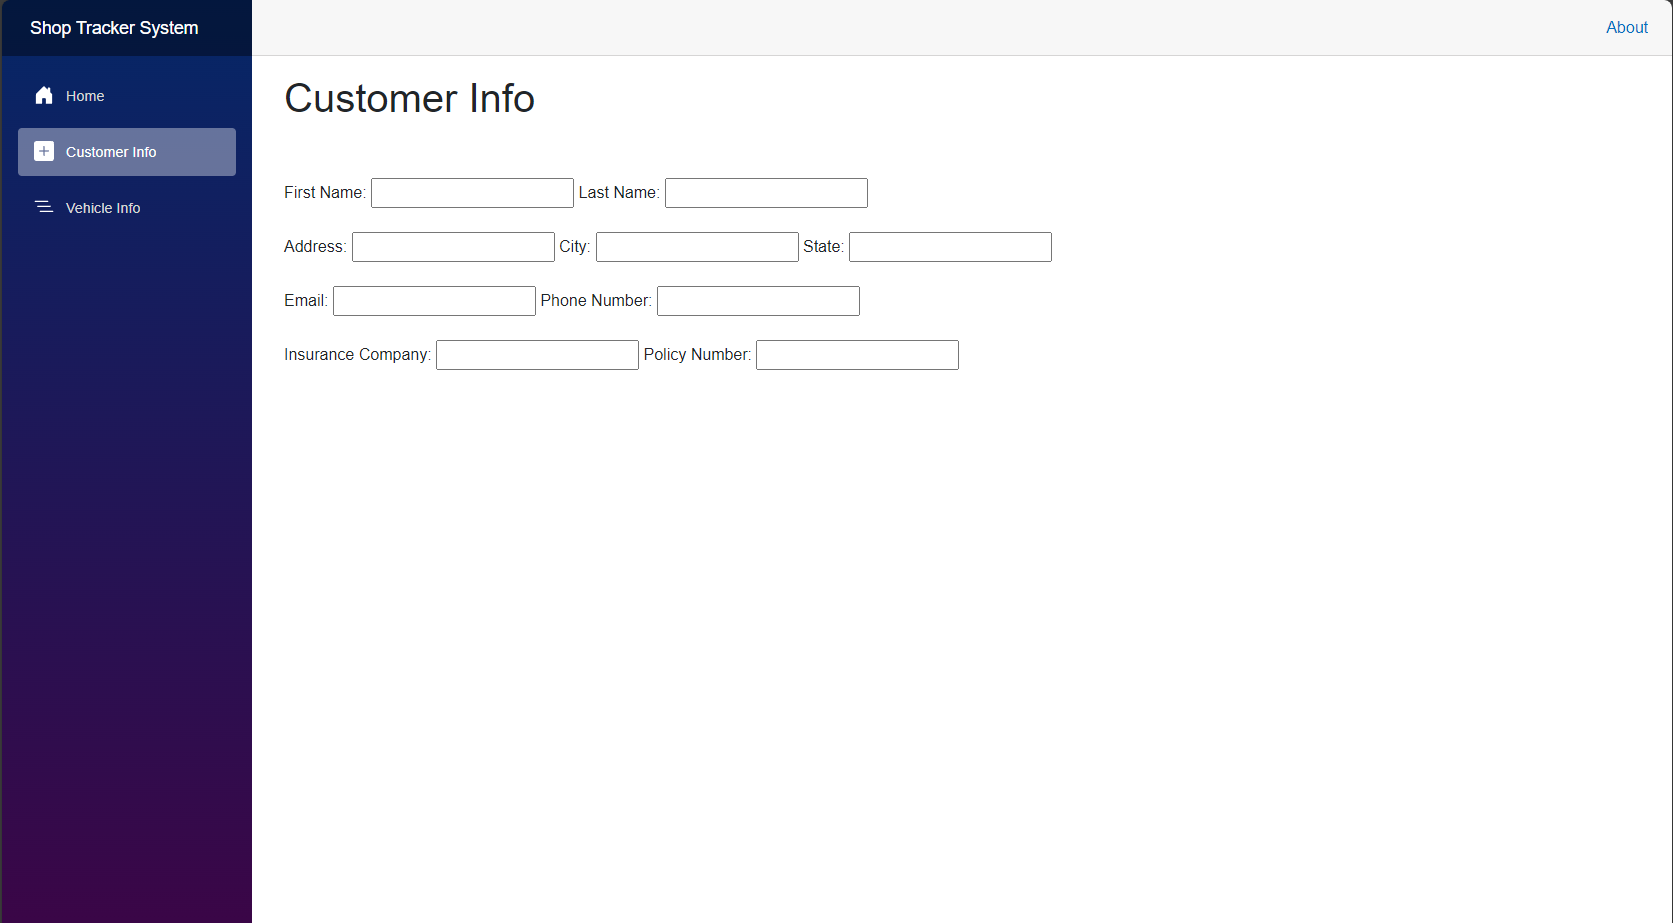 Shop Tracker System
About
Home
Customer Info
Vehicle Info
Customer Info
First Name: Last Name:
Address: City: State:
Email: Phone Number:
Insurance Company: Policy Number: